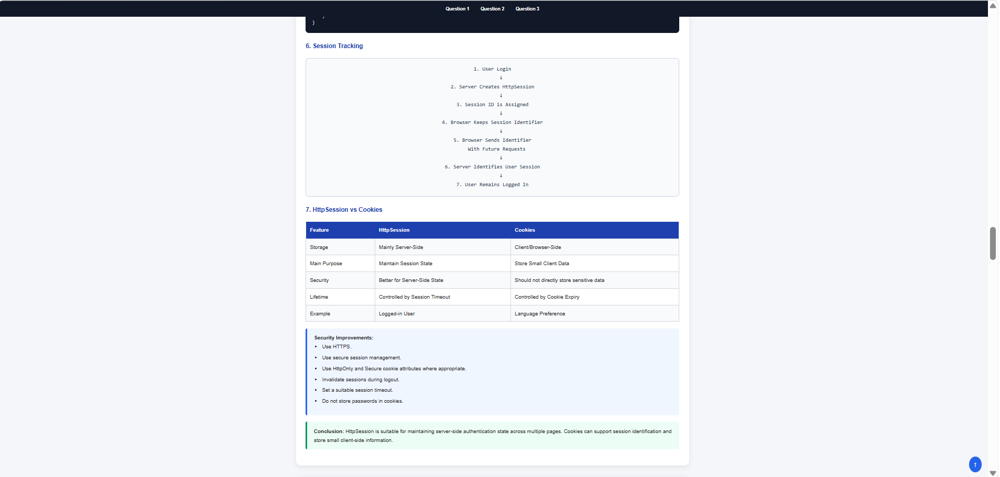 Question 1 Question 2 Question 3
}
6. Session Tracking
1. User Login
↓
2. Server Creates HttpSession
↓
3. Session ID is Assigned
↓
4. Browser Keeps Session Identifier
↓
5. Browser Sends Identifier
With Future Requests
↓
6. Server Identifies User Session
↓
7. User Remains Logged In
7. HttpSession vs Cookies
Feature HttpSession Cookies
Storage Mainly Server-Side Client/Browser-Side
Main Purpose Maintain Session State Store Small Client Data
Security Better for Server-Side State Should not directly store sensitive data
Lifetime Controlled by Session Timeout Controlled by Cookie Expiry
Example Logged-in User Language Preference
Security Improvements:
• Use HTTPS.
• Use secure session management.
• Use HttpOnly and Secure cookie attributes where appropriate.
• Invalidate sessions during logout.
• Set a suitable session timeout.
• Do not store passwords in cookies.
Conclusion: HttpSession is suitable for maintaining server-side authentication state across multiple pages. Cookies can support session identification and
store small client-side information.
↑